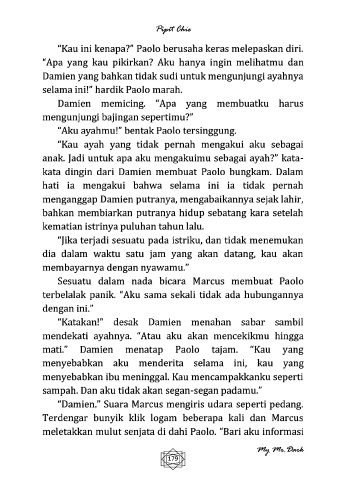 Pipit Chie
“Kau ini kenapa?” Paolo berusaha keras melepaskan diri.
“Apa yang kau pikirkan? Aku hanya ingin melihatmu dan
Damien yang bahkan tidak sudi untuk mengunjungi ayahnya
selama ini!” hardik Paolo marah.
Damien memicing. “Apa yang membuatku harus
mengunjungi bajingan sepertimu?”
“Aku ayahmu!” bentak Paolo tersinggung.
“Kau ayah yang tidak pernah mengakui aku sebagai
anak. Jadi untuk apa aku mengakuimu sebagai ayah?” kata-
kata dingin dari Damien membuat Paolo bungkam. Dalam
hati ia mengakui bahwa selama ini ia tidak pernah
menganggap Damien putranya, mengabaikannya sejak lahir,
bahkan membiarkan putranya hidup sebatang kara setelah
kematian istrinya puluhan tahun lalu.
“Jika terjadi sesuatu pada istriku, dan tidak menemukan
dia dalam waktu satu jam yang akan datang, kau akan
membayarnya dengan nyawamu.”
Sesuatu dalam nada bicara Marcus membuat Paolo
terbelalak panik. “Aku sama sekali tidak ada hubungannya
dengan ini.”
“Katakan!” desak Damien menahan sabar sambil
mendekati ayahnya. “Atau aku akan mencekikmu hingga
mati.” Damien menatap Paolo tajam. “Kau yang
menyebabkan aku menderita selama ini, kau yang
menyebabkan ibu meninggal. Kau mencampakkanku seperti
sampah. Dan aku tidak akan segan-segan padamu.”
“Damien.” Suara Marcus mengiris udara seperti pedang.
Terdengar bunyik klik logam beberapa kali dan Marcus
meletakkan mulut senjata di dahi Paolo. “Bari aku informasi
My Mr. Dark
179